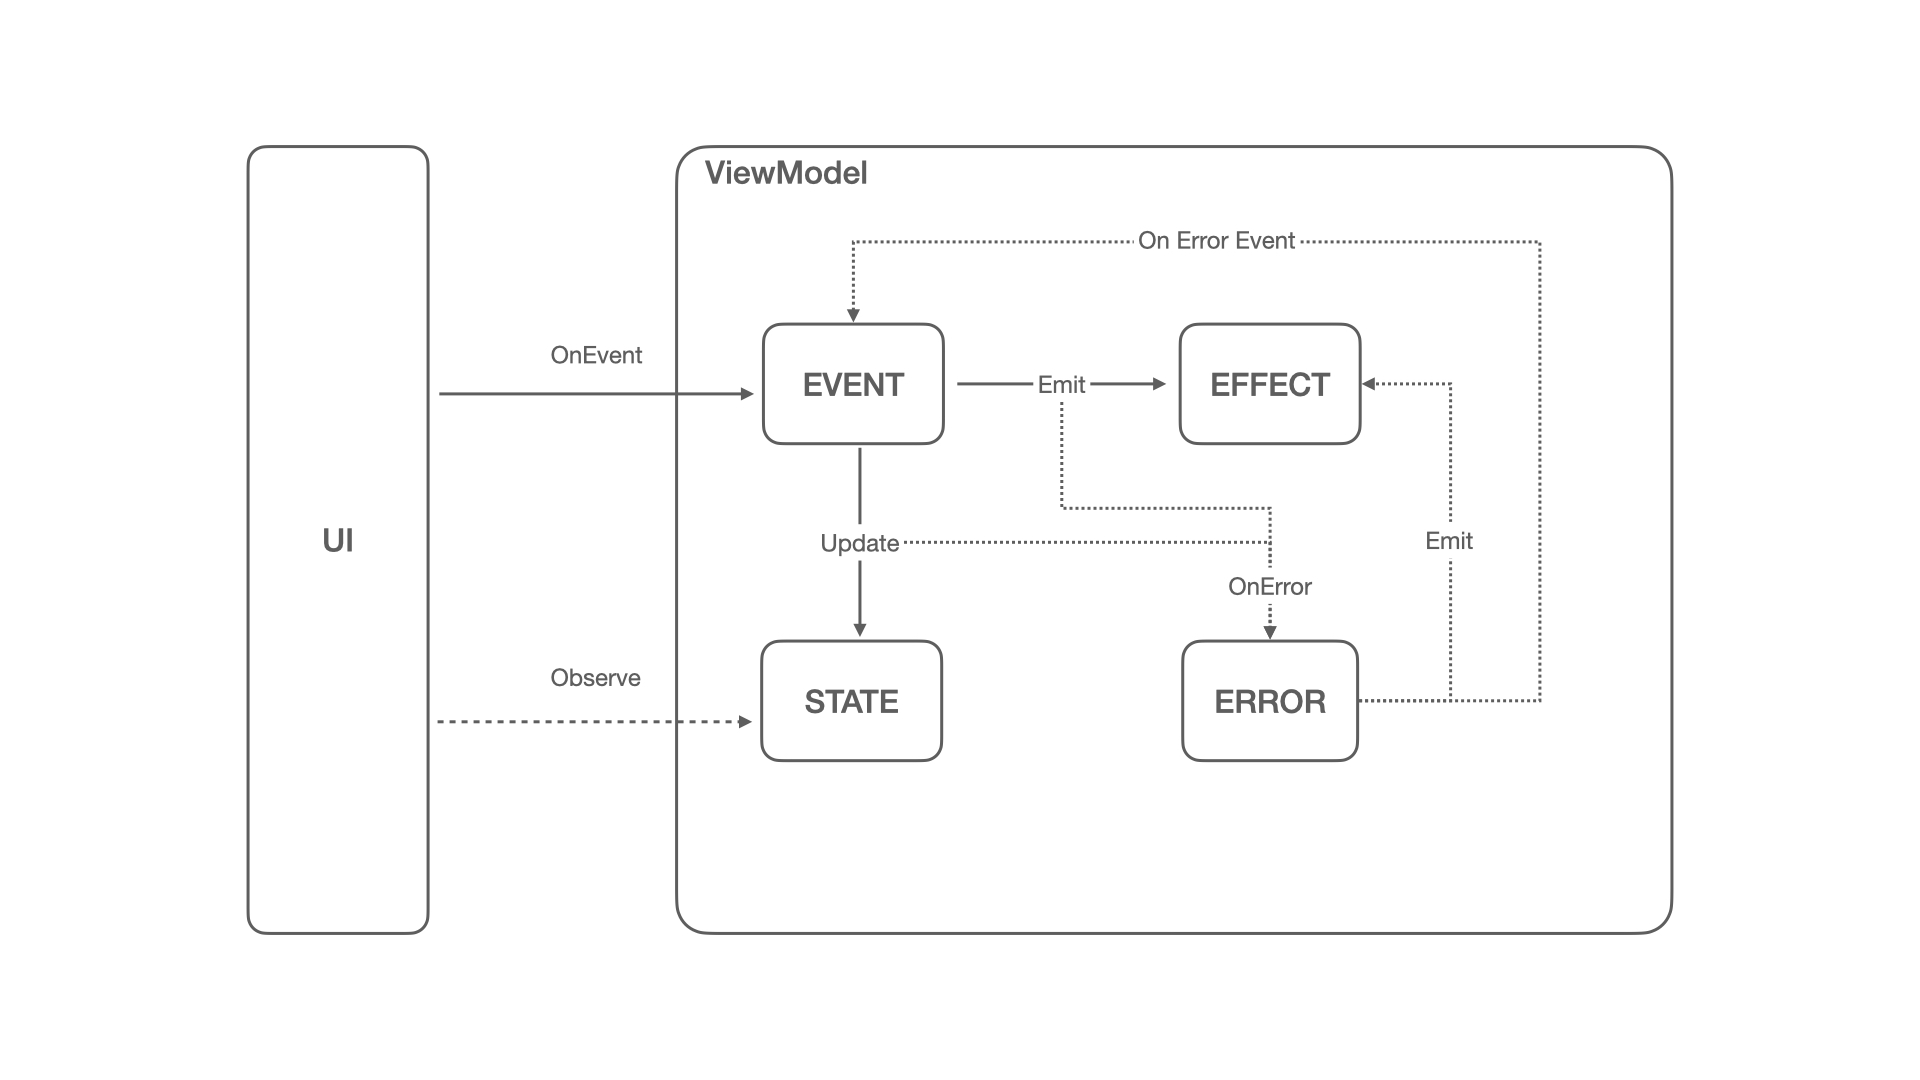 ViewModel
On Error Event
OnEvent
EVENT
Emit
EFFECT
UI
Update
Emit
OnError
Observe
STATE
ERROR